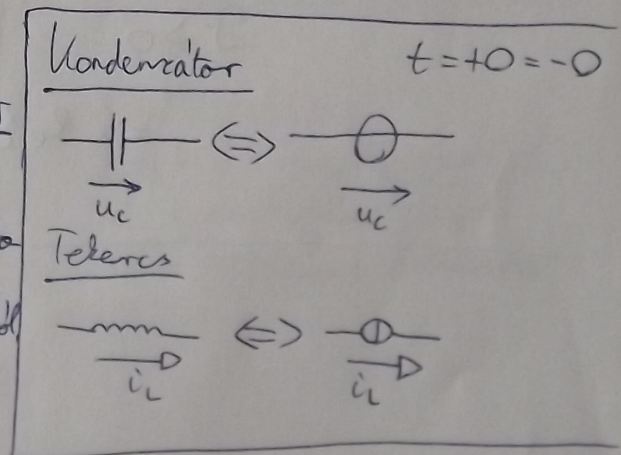 Kondenzátor t=+0=-0
⇔
u_c u_c
Tekercs
⇔
i_L i_L